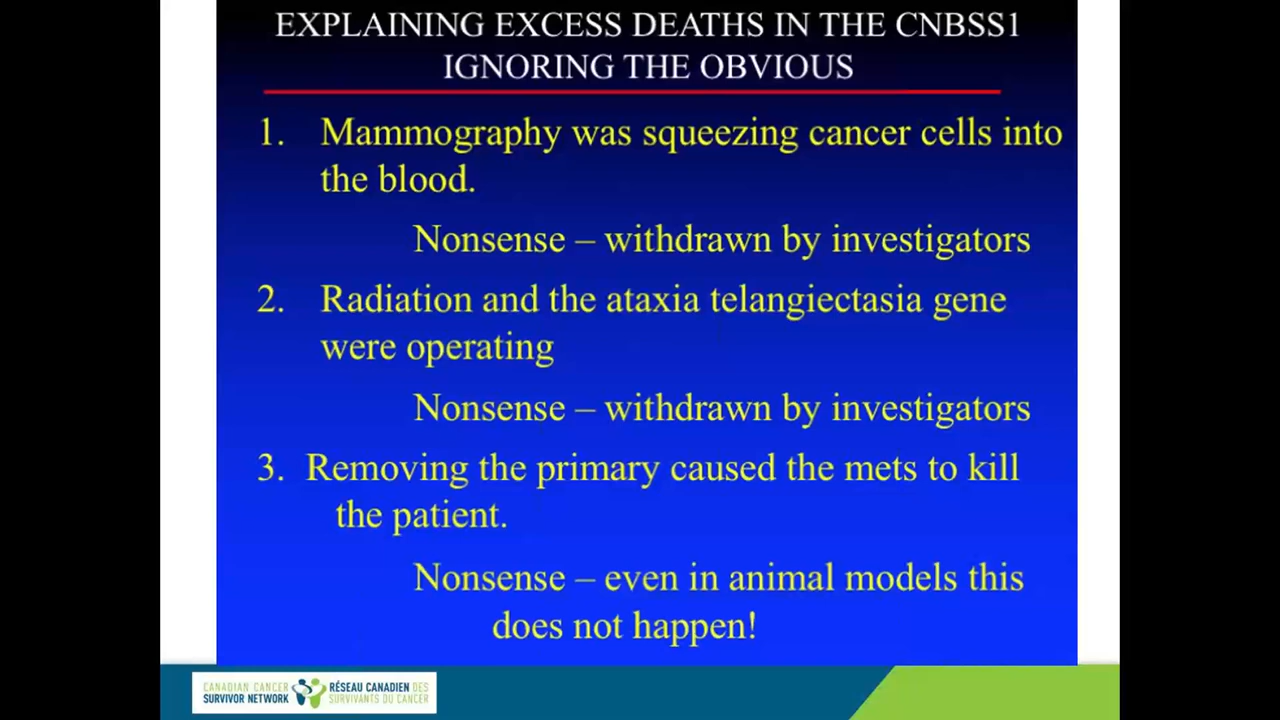 EXPLAINING EXCESS DEATHS IN THE CNBSS1
IGNORING THE OBVIOUS
1. Mammography was squeezing cancer cells into
the blood.
Nonsense – withdrawn by investigators
2. Radiation and the ataxia telangiectasia gene
were operating
Nonsense – withdrawn by investigators
3. Removing the primary caused the mets to kill
the patient.
Nonsense – even in animal models this
does not happen!
CANADIAN CANCER
SURVIVOR NETWORK
RÉSEAU CANADIEN DES
SURVIVANTS DU CANCER